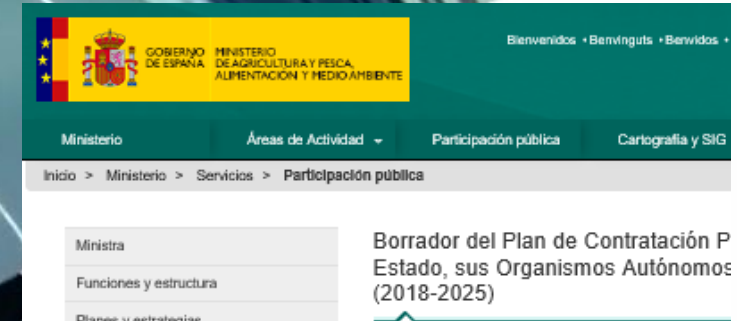 GOBIERNO DE ESPAÑA
MINISTERIO DE AGRICULTURA Y PESCA, ALIMENTACIÓN Y MEDIO AMBIENTE
Bienvenidos • Benvinguts • Benvidos •
Ministerio Áreas de Actividad Participación pública Cartografía y SIG
Inicio > Ministerio > Servicios > Participación pública
Ministra
Funciones y estructura
Planes y estrategias
Borrador del Plan de Contratación P
Estado, sus Organismos Autónomos
(2018-2025)